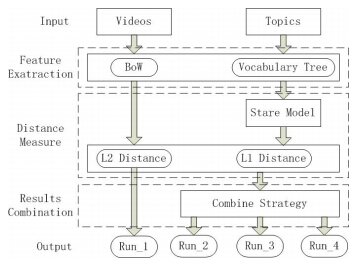 Input
Videos
Topics
Feature
Exatraction
BoW
Vocabulary Tree
Stare Model
Distance
Measure
L2 Distance
L1 Distance
Results
Combination
Combine Strategy
Output
Run_1
Run_2
Run_3
Run_4